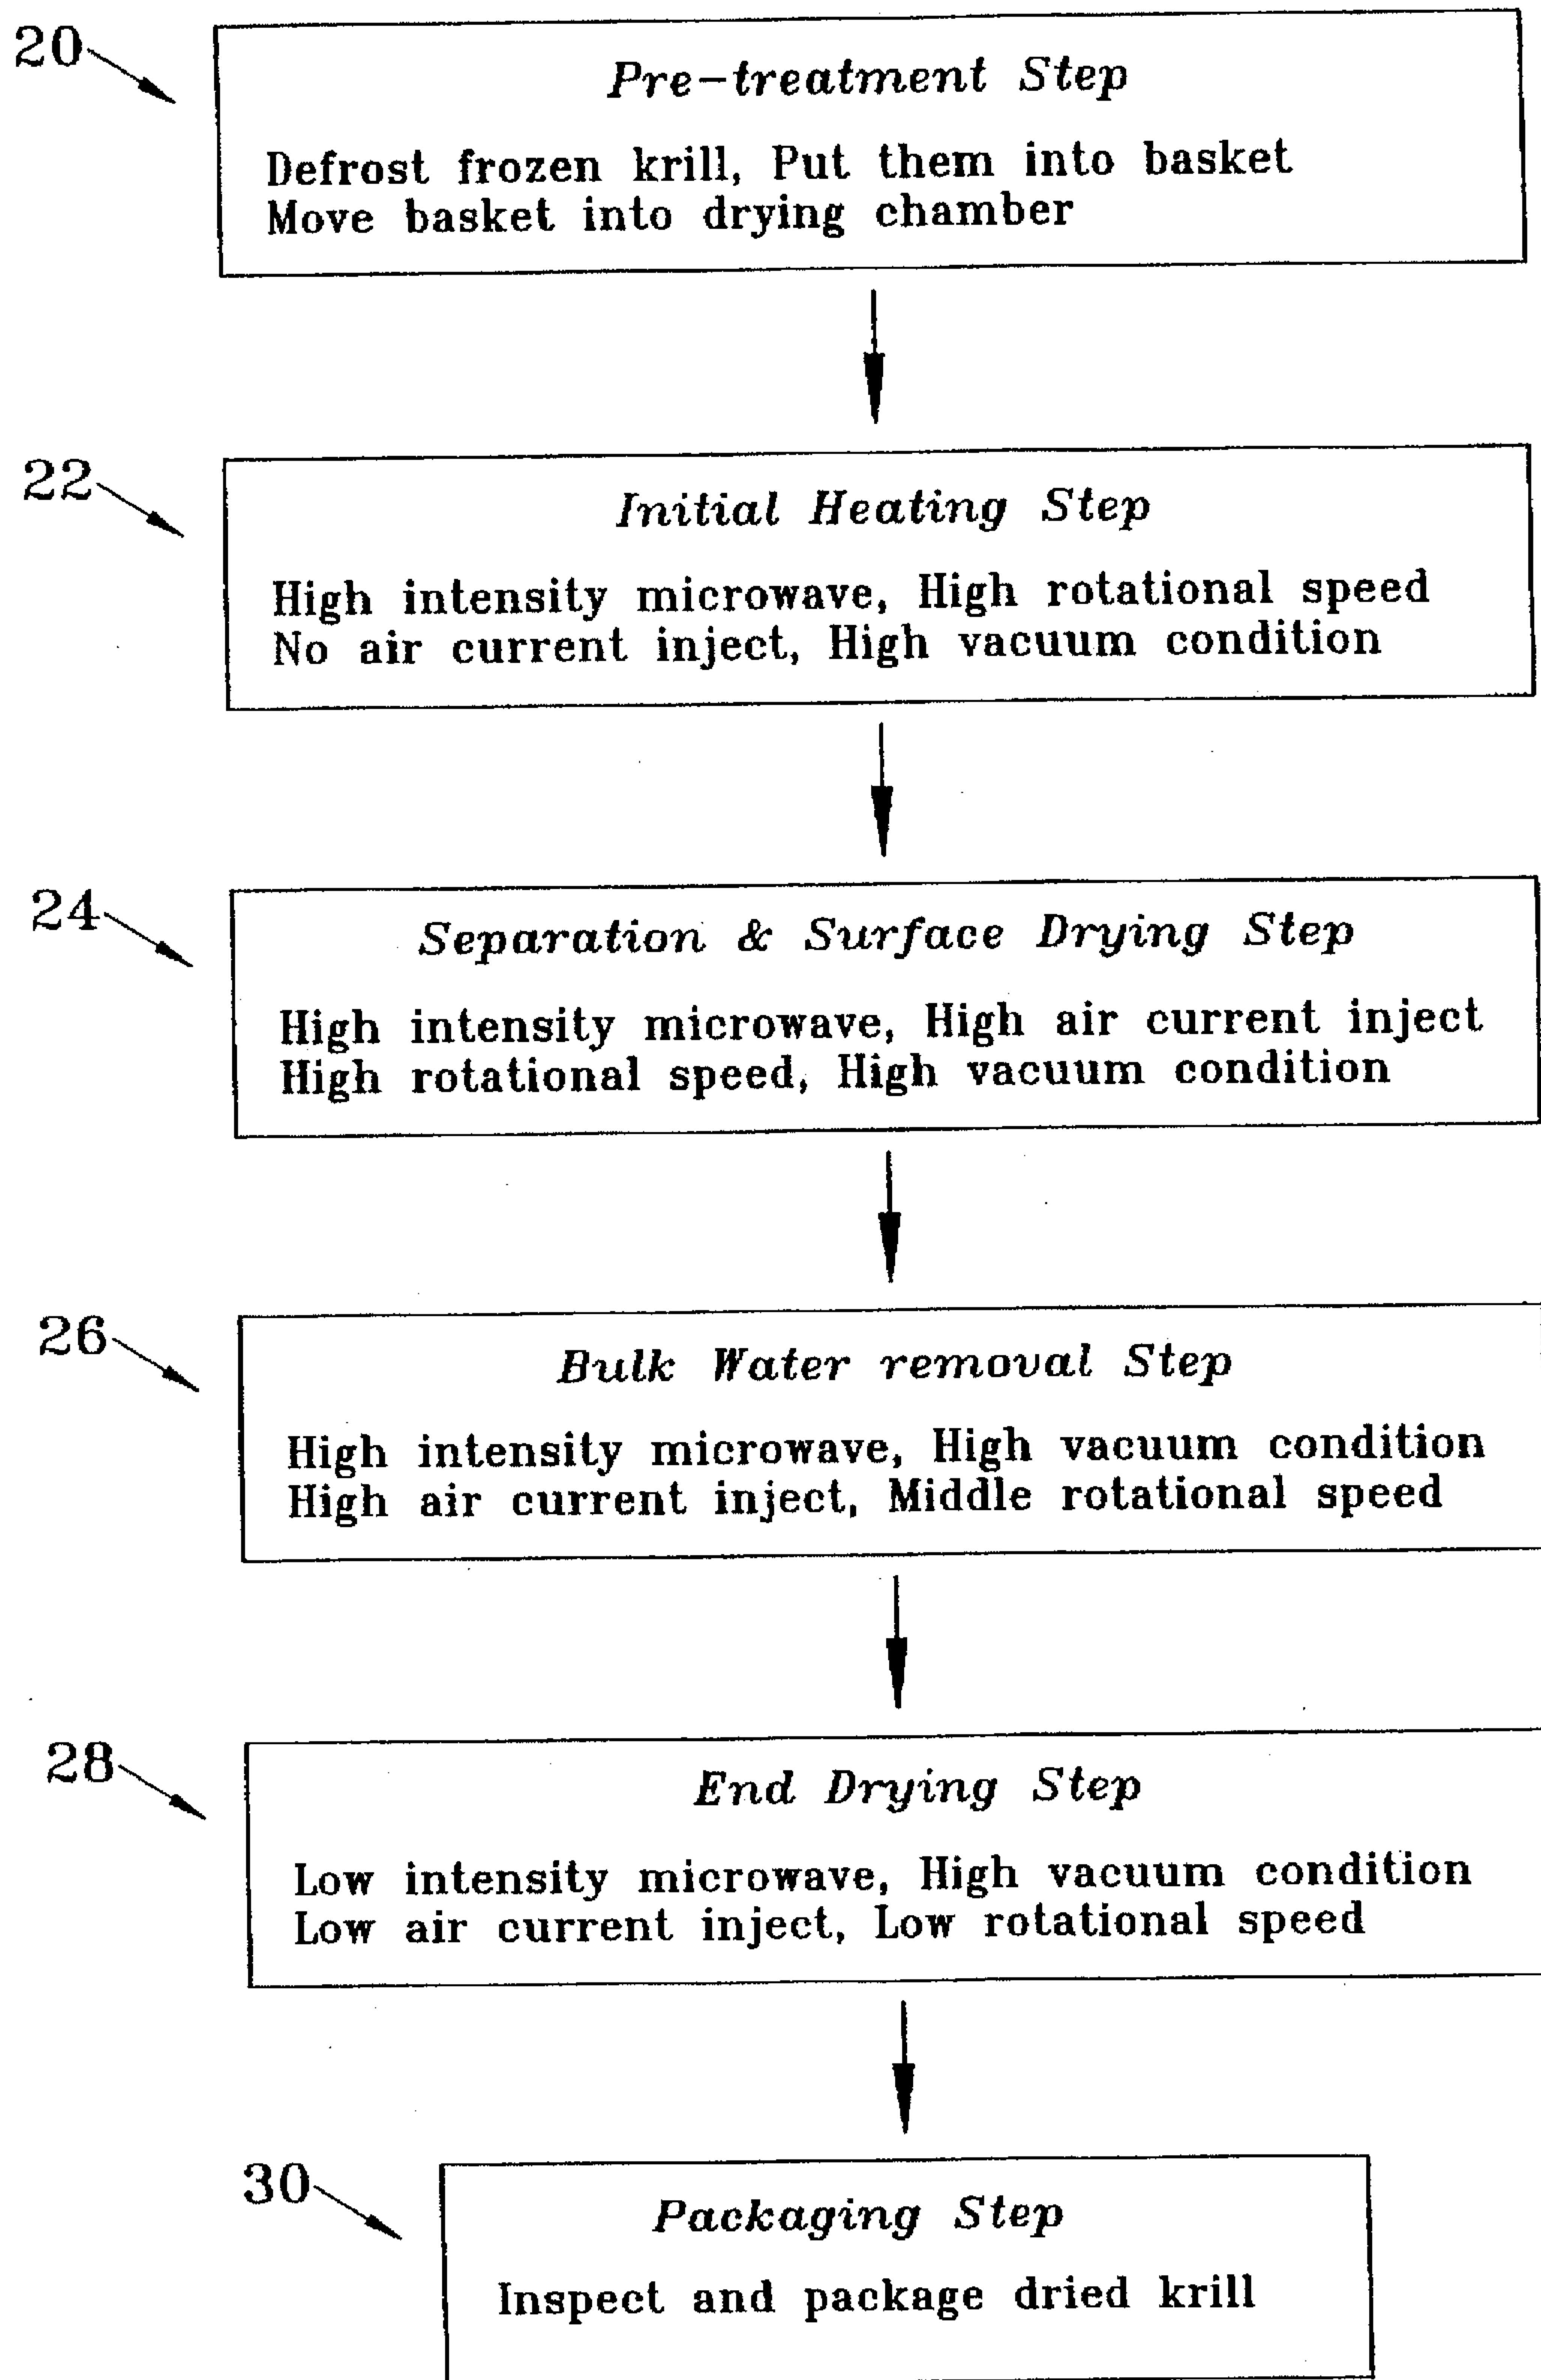 20
Pre-treatment Step
Defrost frozen krill, Put them into basket
Move basket into drying chamber
22
Initial Heating Step
High intensity microwave, High rotational speed
No air current inject, High vacuum condition
24
Separation & Surface Drying Step
High intensity microwave, High air current inject
High rotational speed, High vacuum condition
26
Bulk Water removal Step
High intensity microwave, High vacuum condition
High air current inject, Middle rotational speed
28
End Drying Step
Low intensity microwave, High vacuum condition
Low air current inject, Low rotational speed
30
Packaging Step
Inspect and package dried krill